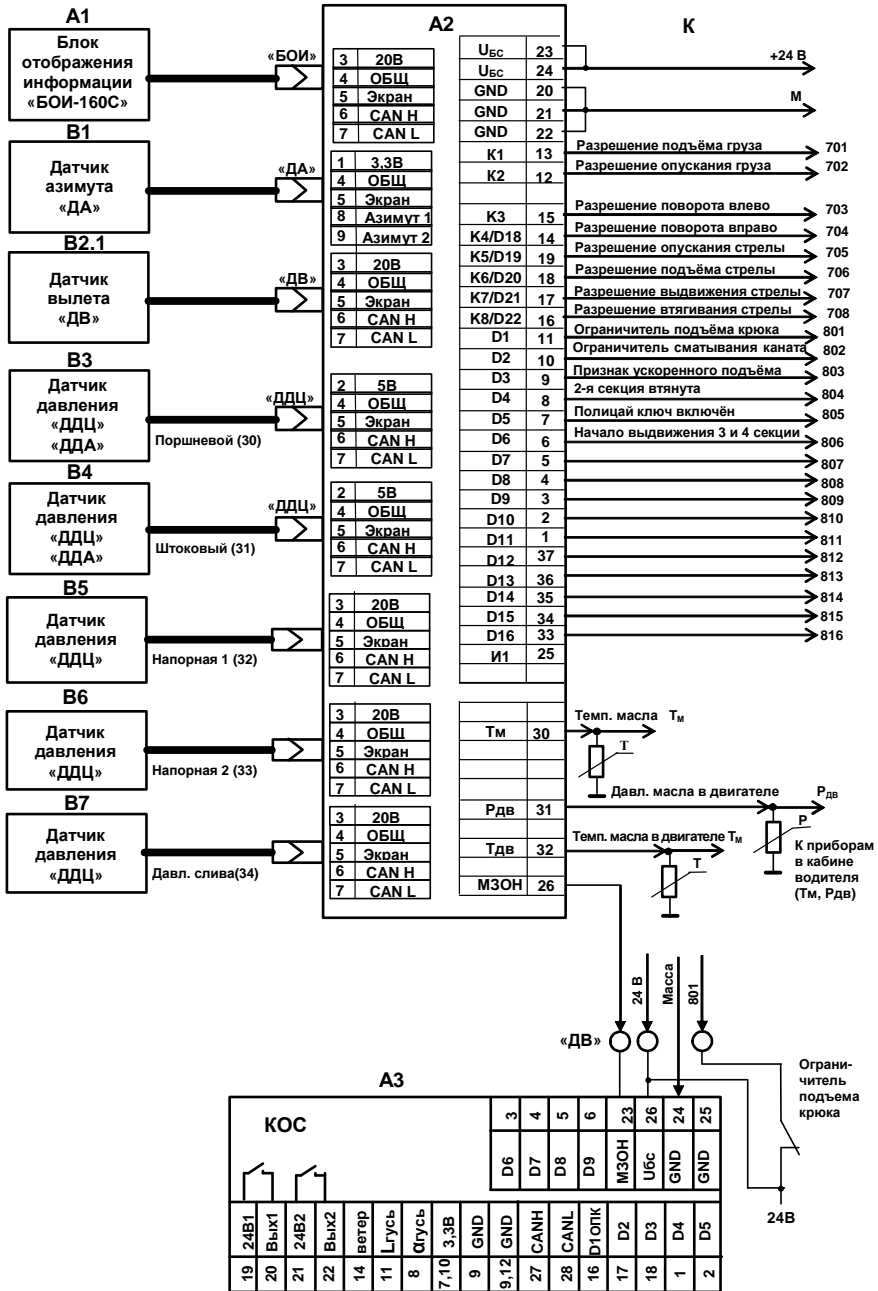 A1
Блок
отображения
информации
«БОИ-160С»
«БОИ»
B1
Датчик
азимута
«ДА»
«ДА»
B2.1
Датчик
вылета
«ДВ»
«ДВ»
B3
Датчик
давления
«ДДЦ»
«ДДА»
«ДДЦ»
Поршневой (30)
B4
Датчик
давления
«ДДЦ»
«ДДА»
«ДДЦ»
Штоковый (31)
B5
Датчик
давления
«ДДЦ»
Напорная 1 (32)
B6
Датчик
давления
«ДДЦ»
Напорная 2 (33)
B7
Датчик
давления
«ДДЦ»
Давл. слива(34)
A2
3 20В
4 ОБЩ
5 Экран
6 CAN H
7 CAN L
1 3,3В
4 ОБЩ
5 Экран
8 Азимут 1
9 Азимут 2
3 20В
4 ОБЩ
5 Экран
6 CAN H
7 CAN L
2 5В
4 ОБЩ
5 Экран
6 CAN H
7 CAN L
2 5В
4 ОБЩ
5 Экран
6 CAN H
7 CAN L
3 20В
4 ОБЩ
5 Экран
6 CAN H
7 CAN L
3 20В
4 ОБЩ
5 Экран
6 CAN H
7 CAN L
3 20В
4 ОБЩ
5 Экран
6 CAN H
7 CAN L
К
UБС 23
UБС 24
+24 В
GND 20
GND 21
М
GND 22
К1 13 Разрешение подъёма груза 701
К2 12 Разрешение опускания груза 702
К3 15 Разрешение поворота влево 703
К4/D18 14 Разрешение поворота вправо 704
К5/D19 19 Разрешение опускания стрелы 705
К6/D20 18 Разрешение подъёма стрелы 706
К7/D21 17 Разрешение выдвижения стрелы 707
К8/D22 16 Разрешение втягивания стрелы 708
D1 11 Ограничитель подъёма крюка 801
D2 10 Ограничитель сматывания каната 802
D3 9 Признак ускоренного подъёма 803
D4 8 2-я секция втянута 804
D5 7 Полицай ключ включён 805
D6 6 Начало выдвижения 3 и 4 секции 806
D7 5 807
D8 4 808
D9 3 809
D10 2 810
D11 1 811
D12 37 812
D13 36 813
D14 35 814
D15 34 815
D16 33 816
И1 25
Тм 30 Темп. масла ТМ
Т
Рдв 31 Давл. масла в двигателе РДВ
Р
К приборам
в кабине
водителя
(Тм, Рдв)
Тдв 32 Темп. масла в двигателе ТМ
Т
МЗОН 26
24 В
Масса
801
«ДВ»
Ограни-
читель
подъема
крюка
24В
A3
КОС
3 4 5 6 23 26 24 25
D6 D7 D8 D9 МЗОН Uбс GND GND
24В1 Вых1 24В2 Вых2 ветер Lгусь αгусь 3,3В GND GND CANH CANL D1ОПК D2 D3 D4 D5
19 20 21 22 14 11 8 7,10 9 9,12 27 28 16 17 18 1 2